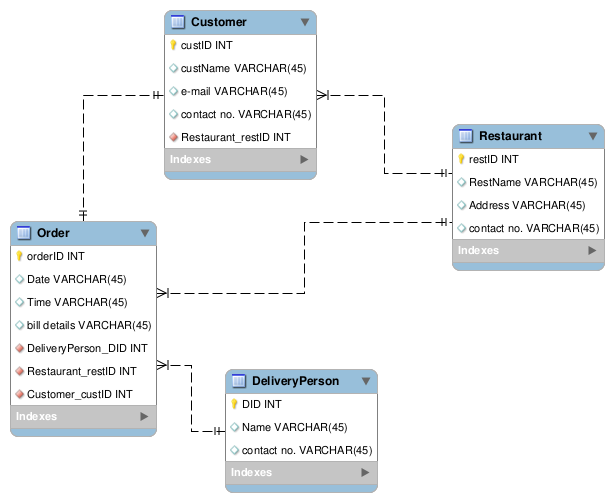 Customer
custID INT
custName VARCHAR(45)
e-mail VARCHAR(45)
contact no. VARCHAR(45)
Restaurant_restID INT
Indexes
Restaurant
restID INT
RestName VARCHAR(45)
Address VARCHAR(45)
contact no. VARCHAR(45)
Indexes
Order
orderID INT
Date VARCHAR(45)
Time VARCHAR(45)
bill details VARCHAR(45)
DeliveryPerson_DID INT
Restaurant_restID INT
Customer_custID INT
Indexes
DeliveryPerson
DID INT
Name VARCHAR(45)
contact no. VARCHAR(45)
Indexes